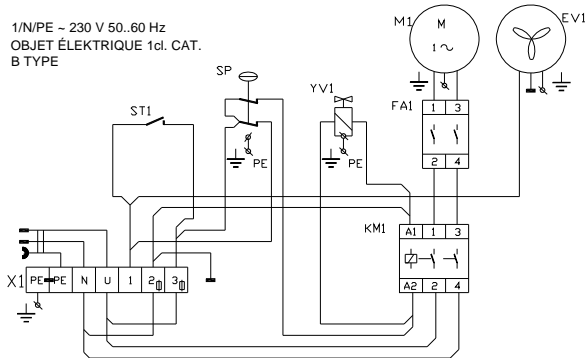 1/N/PE ~ 230 V 50..60 Hz
OBJET ÉLEKTRIQUE 1cl. CAT.
B TYPE
M1
M
1 ~
EV1
SP
YV1
ST1
FA1
1 3
2 4
PE
PE
KM1
A1 1 3
A2 2 4
X1
PE PE N U 1 2 3